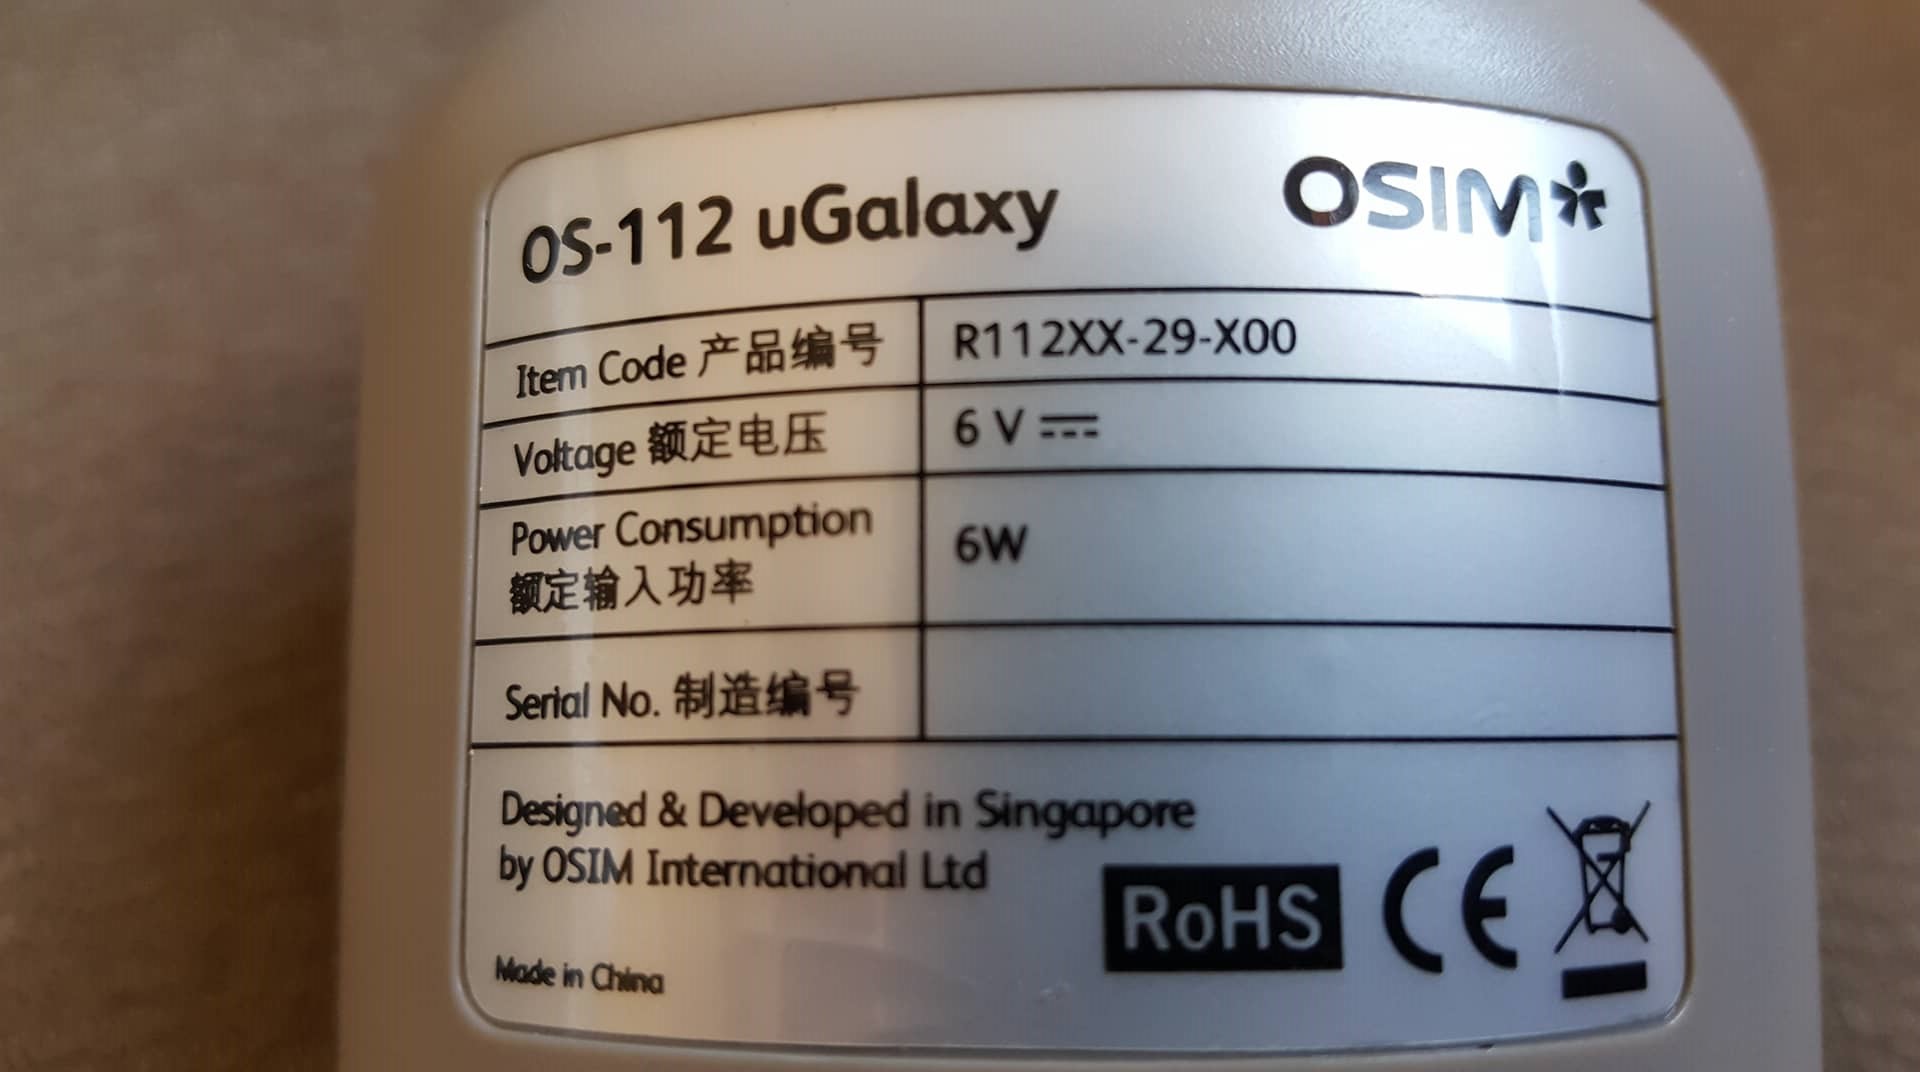 OS-112 uGalaxy
OSIM
Item Code 产品编号 R112XX-29-X00
Voltage 额定电压 6 V ⎓
Power Consumption 6W
额定输入功率
Serial No. 制造编号
Designed & Developed in Singapore
by OSIM International Ltd
RoHS CE
Made in China